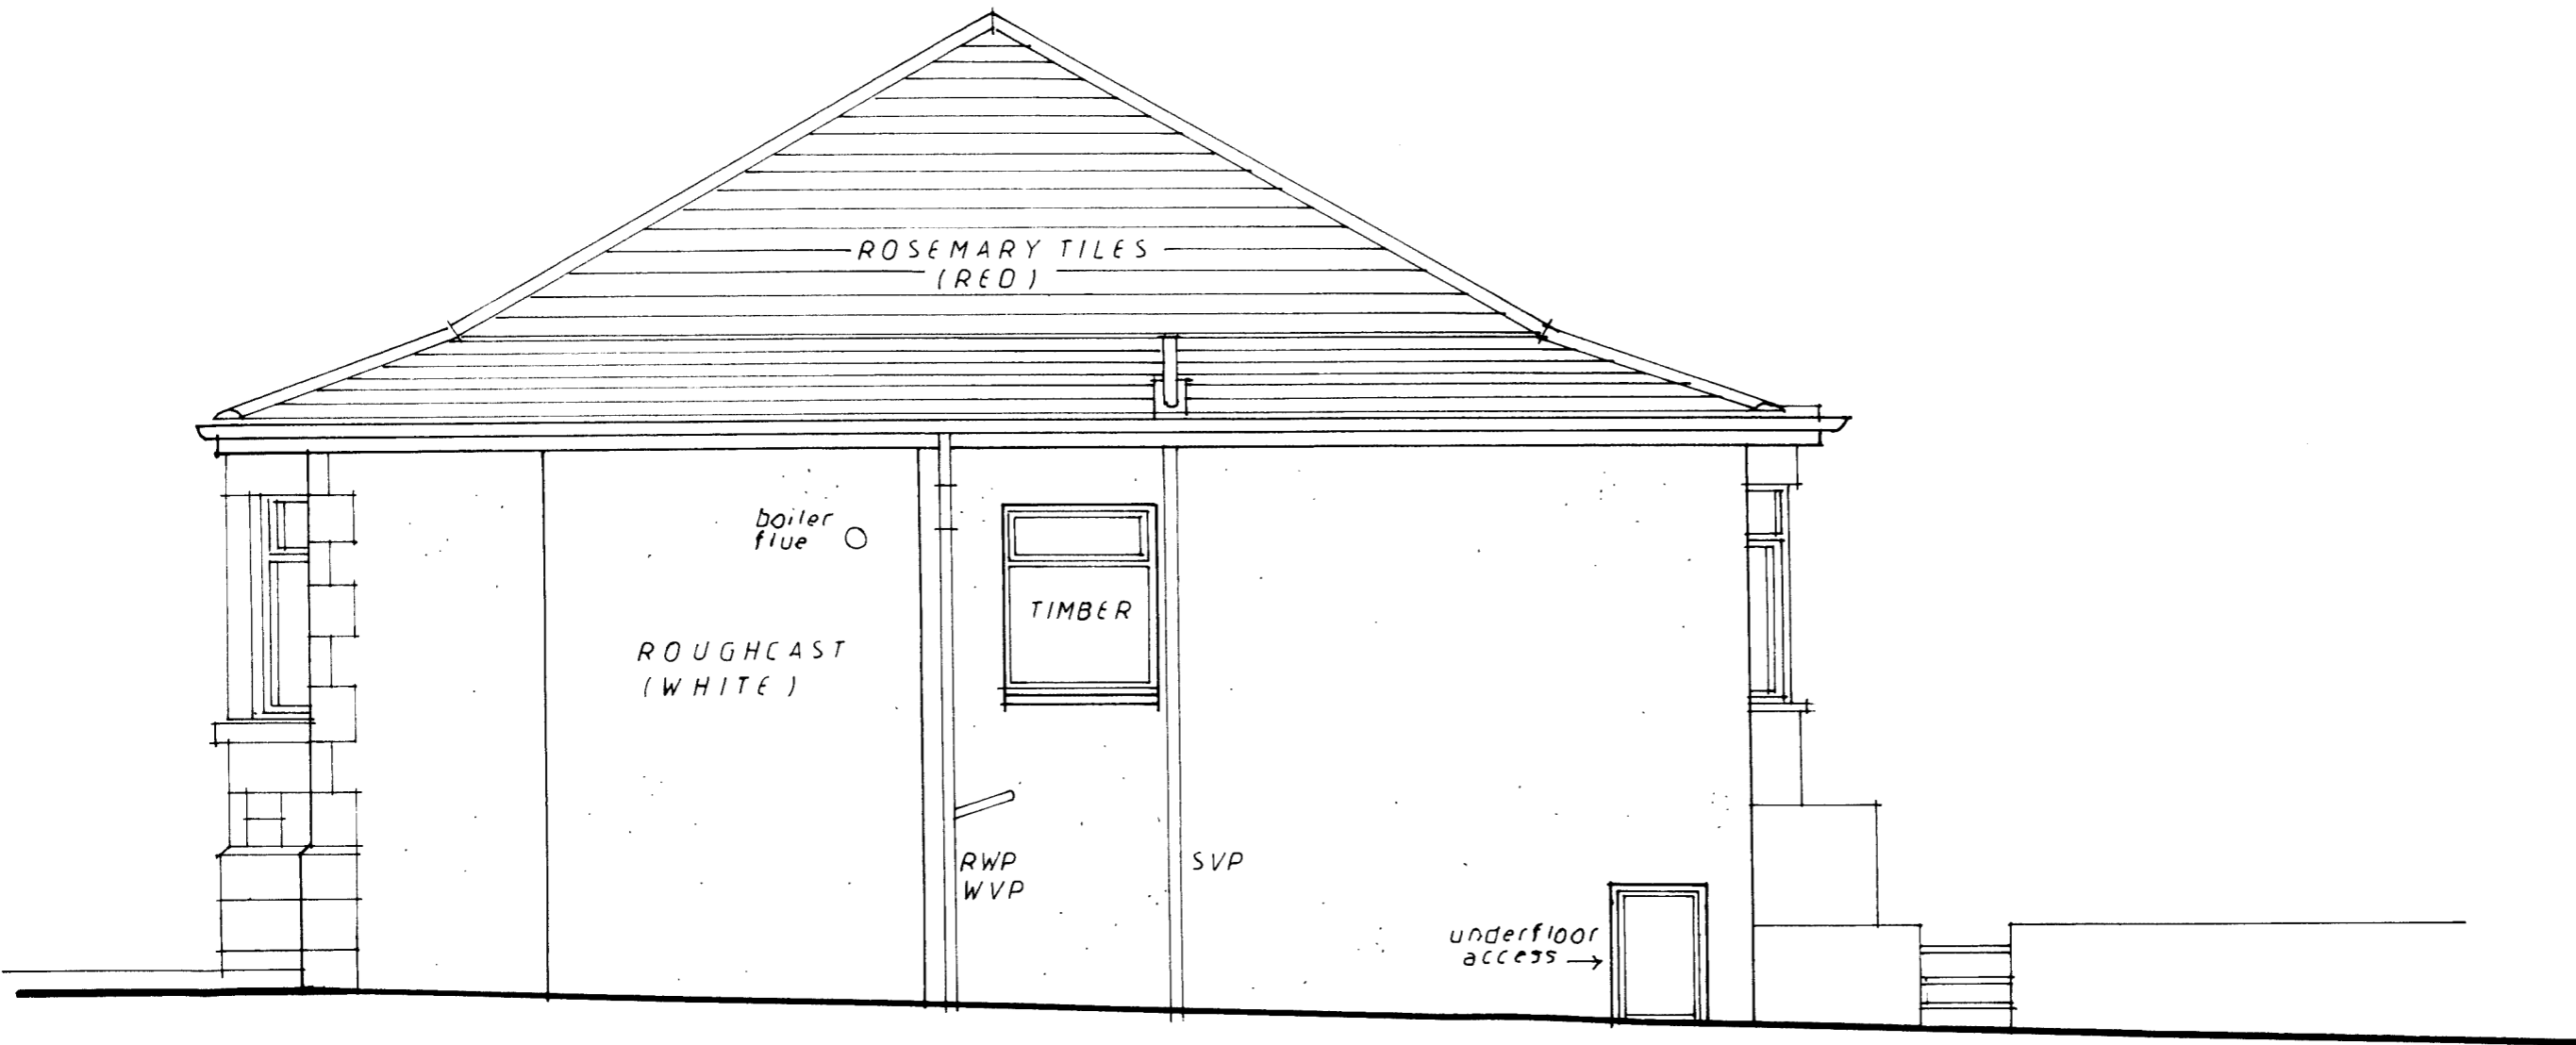 ROSEMARY TILES
(RED)
boiler
flue
TIMBER
ROUGHCAST
(WHITE)
RWP
WVP
SVP
underfloor
access →